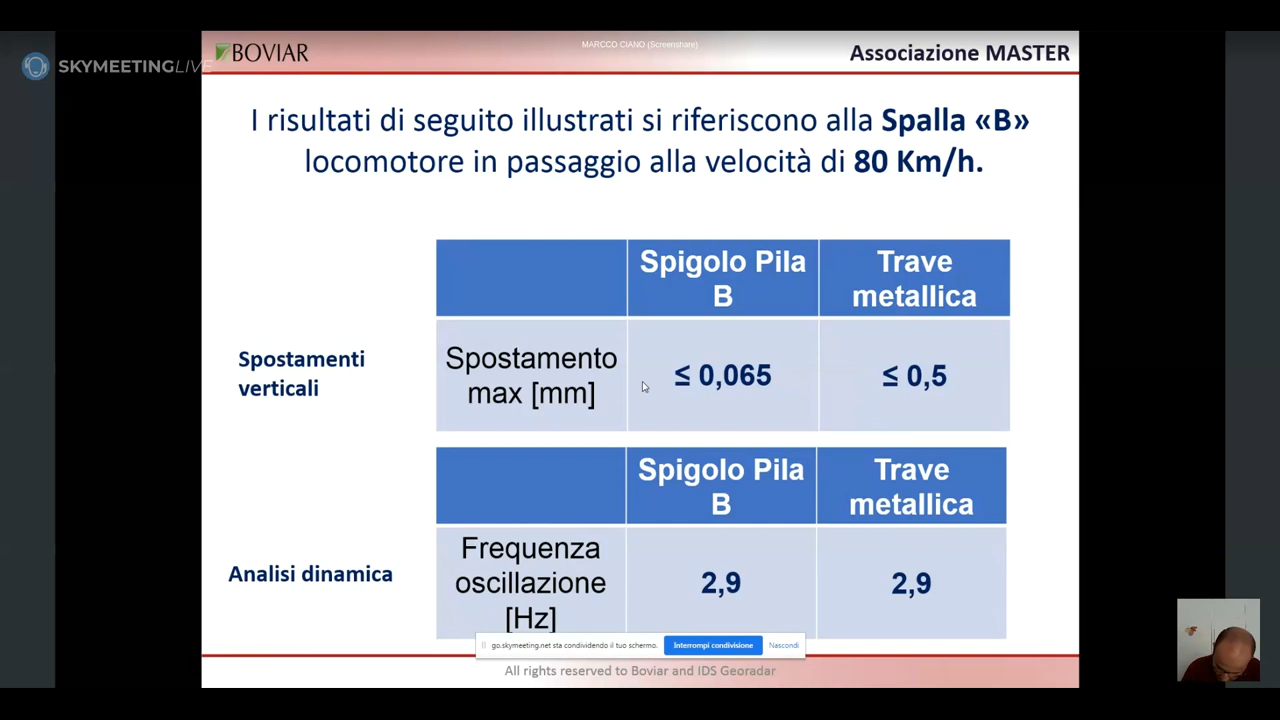 BOVIAR
MARCCO CIANO (Screenshare)
Associazione MASTER
SKYMEETINGLIVE
I risultati di seguito illustrati si riferiscono alla Spalla «B»
locomotore in passaggio alla velocità di 80 Km/h.
Spigolo Pila
B
Trave
metallica
Spostamenti
verticali
Spostamento
max [mm]
≤ 0,065
≤ 0,5
Spigolo Pila
B
Trave
metallica
Analisi dinamica
Frequenza
oscillazione
[Hz]
2,9
2,9
go.skymeeting.net sta condividendo il tuo schermo.
Interrompi condivisione
Nascondi
All rights reserved to Boviar and IDS Georadar